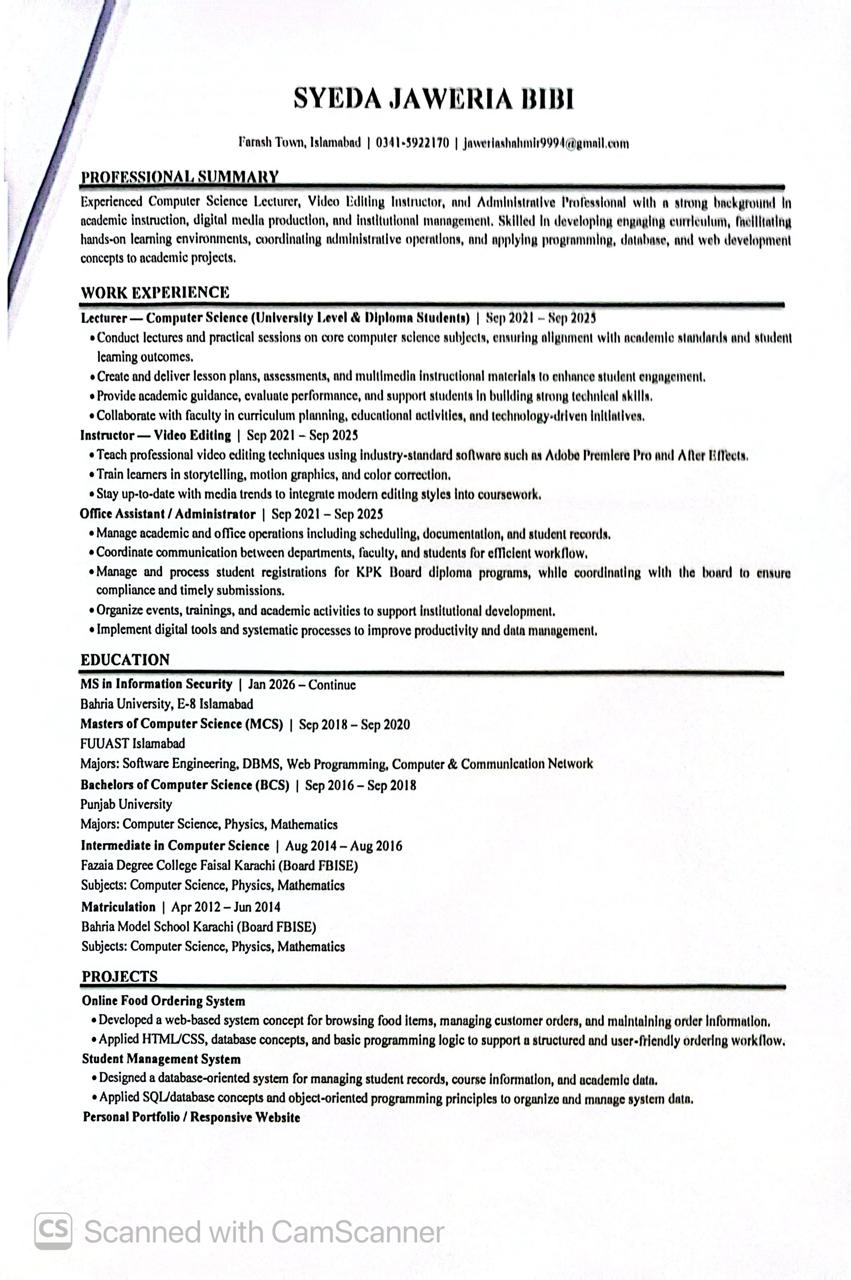 SYEDA JAWERIA BIBI
Farash Town, Islamabad | 0341-5922170 | jaweriashahmir9994@gmail.com
PROFESSIONAL SUMMARY
Experienced Computer Science Lecturer, Video Editing Instructor, and Administrative Professional with a strong background in
academic instruction, digital media production, and institutional management. Skilled in developing engaging curriculum, facilitating
hands-on learning environments, coordinating administrative operations, and applying programming, database, and web development
concepts to academic projects.
WORK EXPERIENCE
Lecturer — Computer Science (University Level & Diploma Students) | Sep 2021 – Sep 2025
• Conduct lectures and practical sessions on core computer science subjects, ensuring alignment with academic standards and student
learning outcomes.
• Create and deliver lesson plans, assessments, and multimedia instructional materials to enhance student engagement.
• Provide academic guidance, evaluate performance, and support students in building strong technical skills.
• Collaborate with faculty in curriculum planning, educational activities, and technology-driven initiatives.
Instructor — Video Editing | Sep 2021 – Sep 2025
• Teach professional video editing techniques using industry-standard software such as Adobe Premiere Pro and After Effects.
• Train learners in storytelling, motion graphics, and color correction.
• Stay up-to-date with media trends to integrate modern editing styles into coursework.
Office Assistant / Administrator | Sep 2021 – Sep 2025
• Manage academic and office operations including scheduling, documentation, and student records.
• Coordinate communication between departments, faculty, and students for efficient workflow.
• Manage and process student registrations for KPK Board diploma programs, while coordinating with the board to ensure
compliance and timely submissions.
• Organize events, trainings, and academic activities to support institutional development.
• Implement digital tools and systematic processes to improve productivity and data management.
EDUCATION
MS in Information Security | Jan 2026 – Continue
Bahria University, E-8 Islamabad
Masters of Computer Science (MCS) | Sep 2018 – Sep 2020
FUUAST Islamabad
Majors: Software Engineering, DBMS, Web Programming, Computer & Communication Network
Bachelors of Computer Science (BCS) | Sep 2016 – Sep 2018
Punjab University
Majors: Computer Science, Physics, Mathematics
Intermediate in Computer Science | Aug 2014 – Aug 2016
Fazaia Degree College Faisal Karachi (Board FBISE)
Subjects: Computer Science, Physics, Mathematics
Matriculation | Apr 2012 – Jun 2014
Bahria Model School Karachi (Board FBISE)
Subjects: Computer Science, Physics, Mathematics
PROJECTS
Online Food Ordering System
• Developed a web-based system concept for browsing food items, managing customer orders, and maintaining order information.
• Applied HTML/CSS, database concepts, and basic programming logic to support a structured and user-friendly ordering workflow.
Student Management System
• Designed a database-oriented system for managing student records, course information, and academic data.
• Applied SQL/database concepts and object-oriented programming principles to organize and manage system data.
Personal Portfolio / Responsive Website
CS Scanned with CamScanner